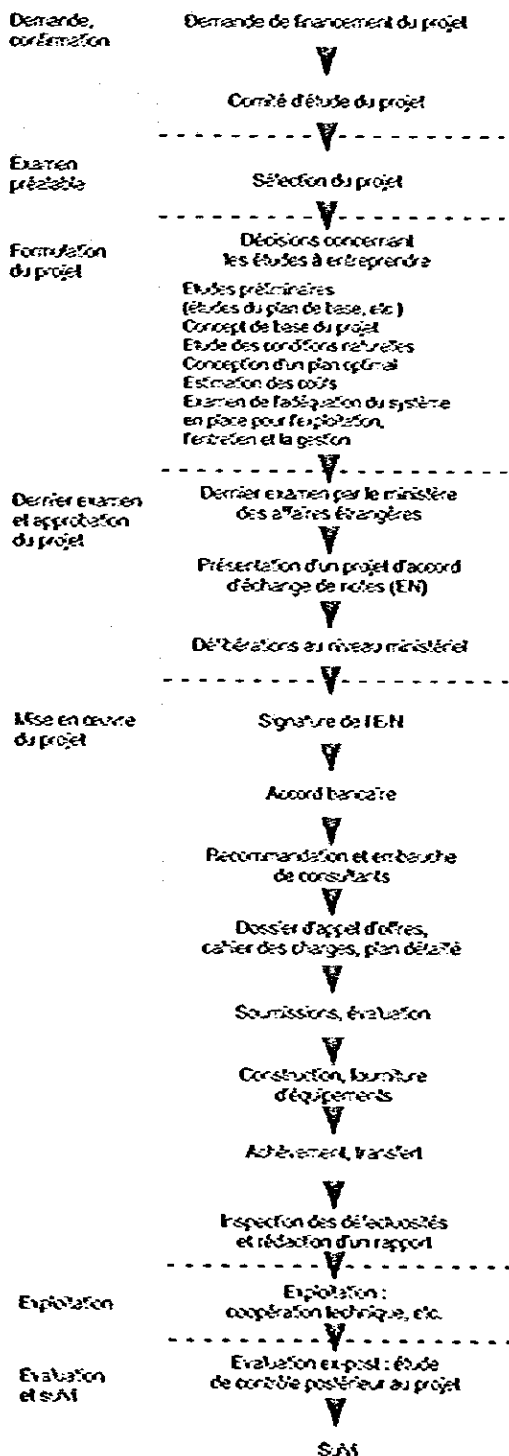 Demande,
confirmation
Demande de financement du projet
Comité d'étude du projet
Examen
préalable
Sélection du projet
Formulation
du projet
Décisions concernant
les études à entreprendre
Etudes préliminaires
(études du plan de base, etc.)
Concept de base du projet
Etude des conditions naturelles
Conception d'un plan optimal
Estimation des coûts
Examen de l'adéquation du système
en place pour l'exploitation,
l'entretien et la gestion
Dernier examen
et approbation
du projet
Dernier examen par le ministère
des affaires étrangères
Présentation d'un projet d'accord
d'échange de notes (EN)
Délibérations au niveau ministériel
Mise en œuvre
du projet
Signature de l'EN
Accord bancaire
Recommandation et embauche
de consultants
Dossier d'appel d'offres,
cahier des charges, plan détaillé
Soumissions, évaluation
Construction, fourniture
d'équipements
Achèvement, transfert
Inspection des défectuosités
et rédaction d'un rapport
Exploitation
Exploitation :
coopération technique, etc.
Evaluation
et suivi
Evaluation ex-post : étude
de contrôle postérieur au projet
Suivi